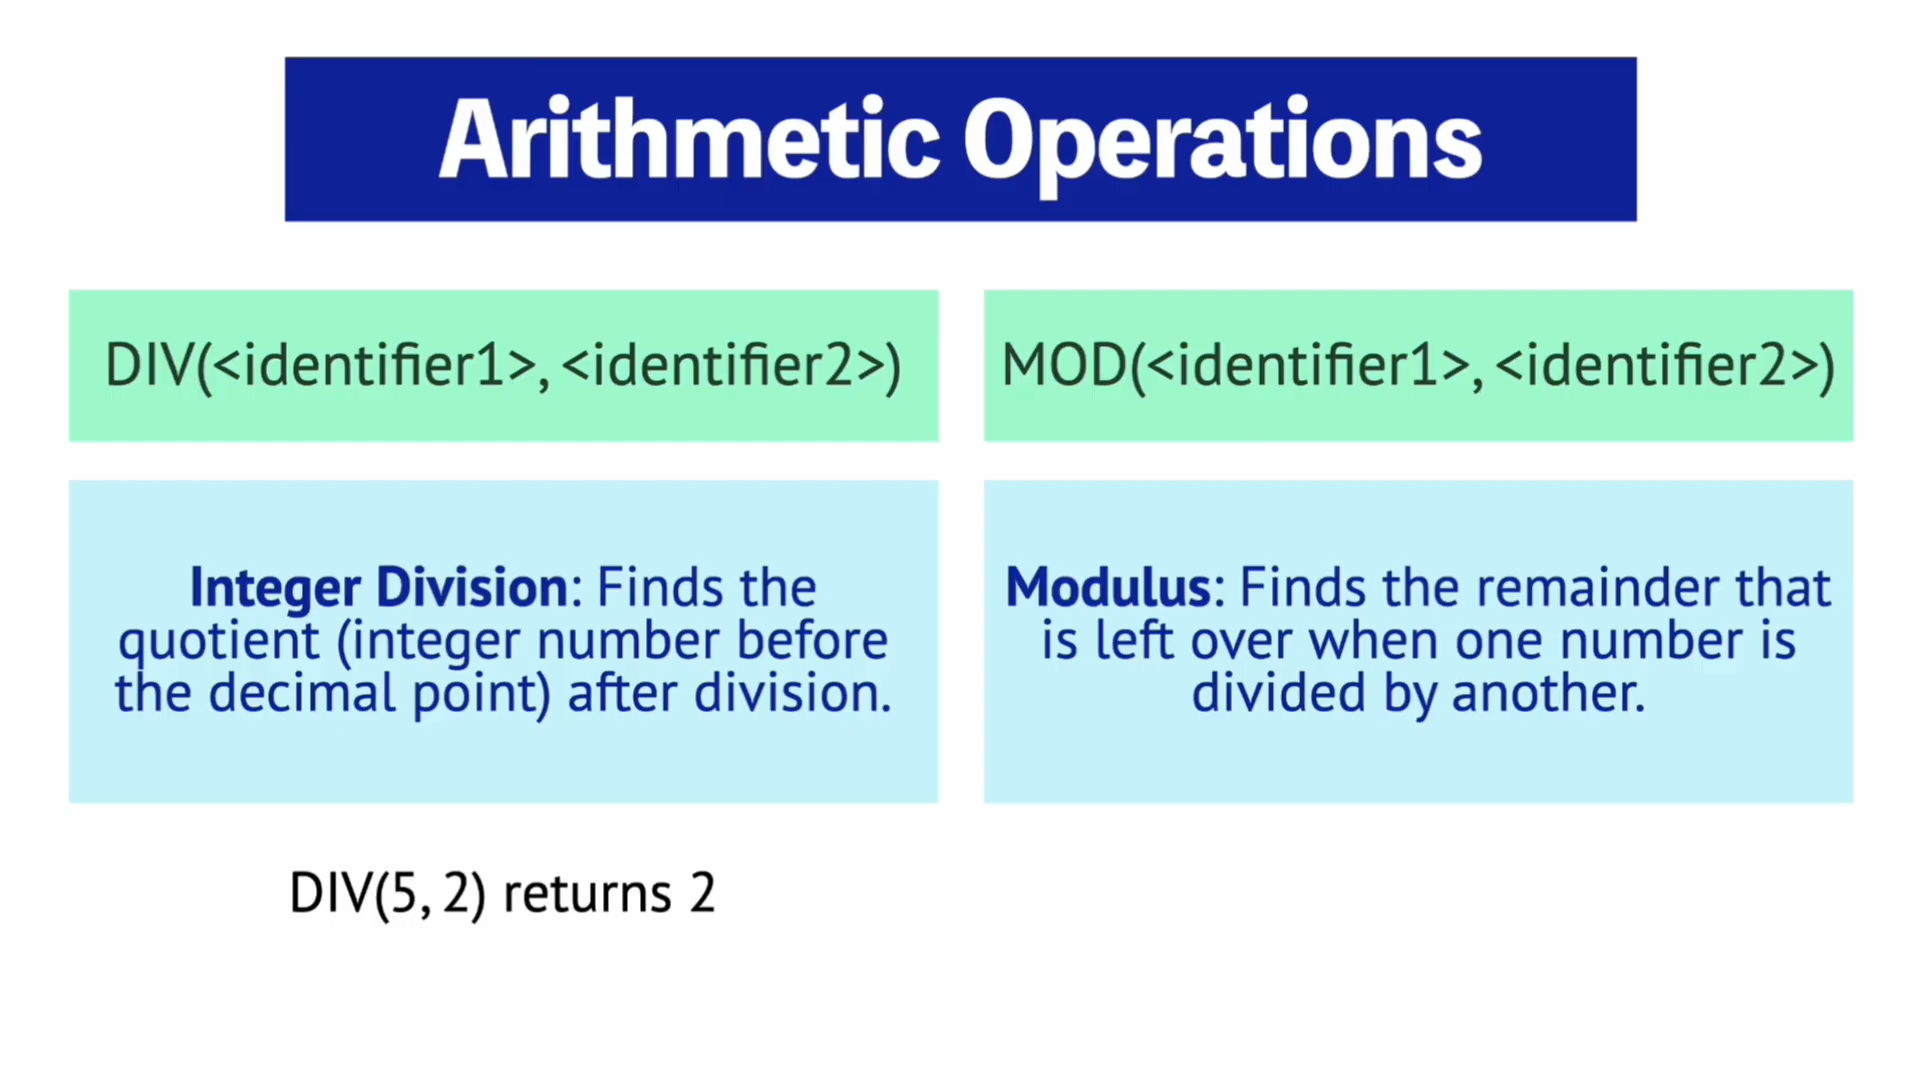 Arithmetic Operations
DIV(<identifier1>, <identifier2>)
MOD(<identifier1>, <identifier2>)
Integer Division: Finds the
quotient (integer number before
the decimal point) after division.
Modulus: Finds the remainder that
is left over when one number is
divided by another.
DIV(5, 2) returns 2